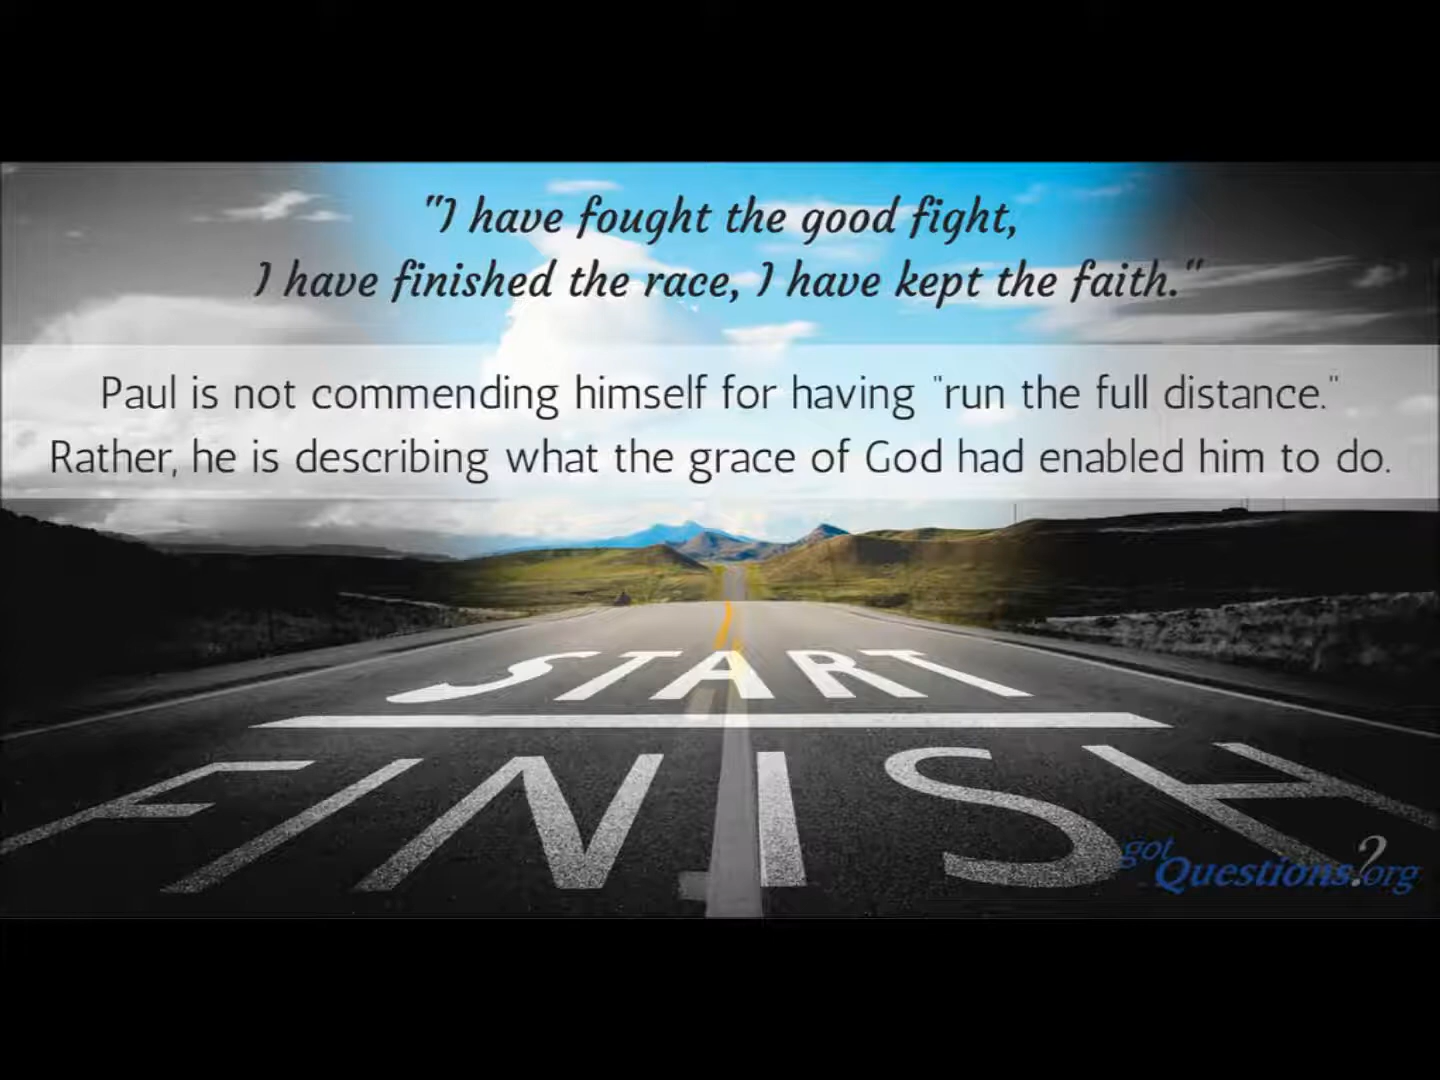 "I have fought the good fight,
I have finished the race, I have kept the faith."
Paul is not commending himself for having "run the full distance."
Rather, he is describing what the grace of God had enabled him to do.
START
FINISH
gotQuestions?.org